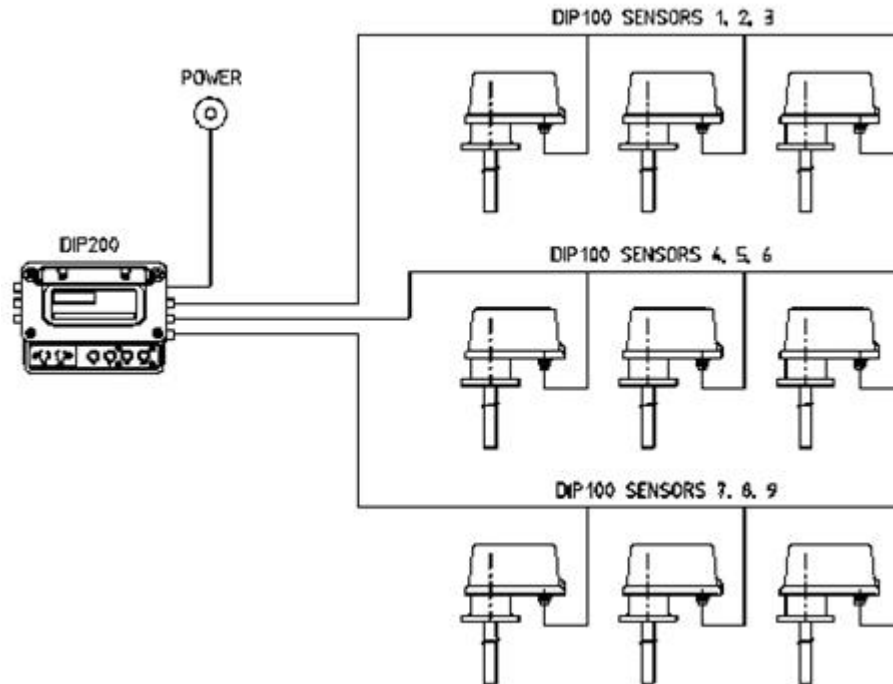 DIP100 SENSORS 1, 2, 3
POWER
DIP200
DIP100 SENSORS 4, 5, 6
DIP100 SENSORS 7, 8, 9